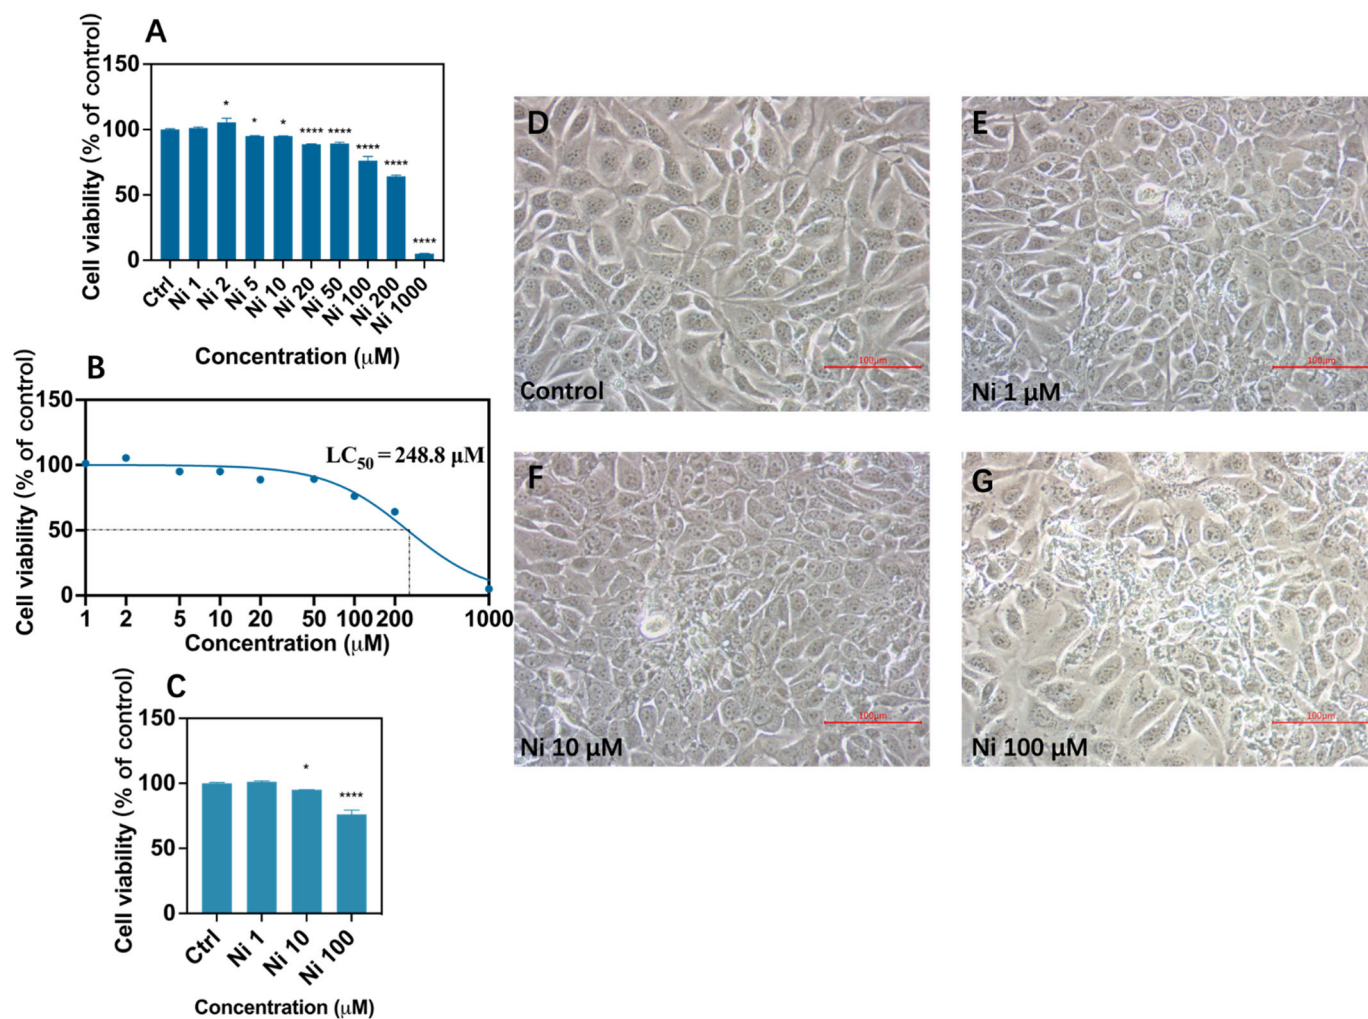 A
Cell viability (% of control)
150
100
50
0
* * * **** **** **** **** ****
Ctrl Ni 1 Ni 2 Ni 5 Ni 10 Ni 20 Ni 50 Ni 100 Ni 200 Ni 1000
Concentration (μM)
B
Cell viability (% of control)
150
100
50
0
LC50 = 248.8 μM
1 2 5 10 20 50 100 200 1000
Concentration (μM)
C
Cell viability (% of control)
150
100
50
0
* ****
Ctrl Ni 1 Ni 10 Ni 100
Concentration (μM)
D
100μm
Control
E
100μm
Ni 1 μM
F
100μm
Ni 10 μM
G
100μm
Ni 100 μM